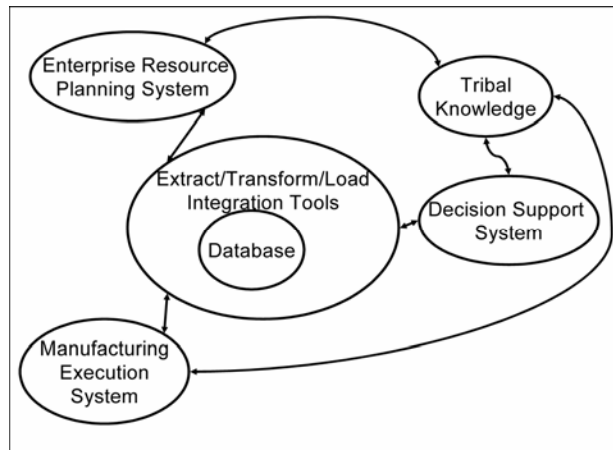 Enterprise Resource
Planning System
Tribal
Knowledge
Extract/Transform/Load
Integration Tools
Database
Decision Support
System
Manufacturing
Execution
System